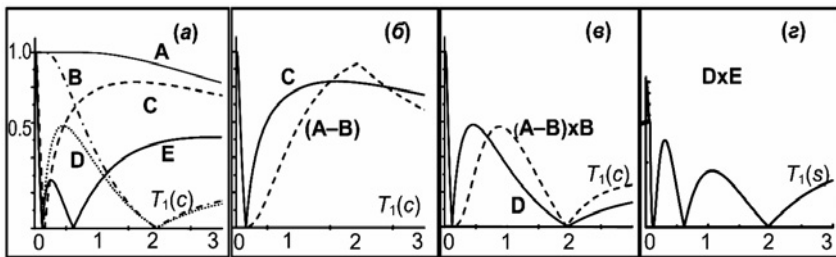 (а)
1.0
A
B
C
0.5
D
E
T₁(c)
0 1 2 3
(б)
C
(A–B)
T₁(c)
0 1 2 3
(в)
(A–B)xB
D
T₁(c)
0 1 2 3
(г)
DxE
T₁(s)
0 1 2 3